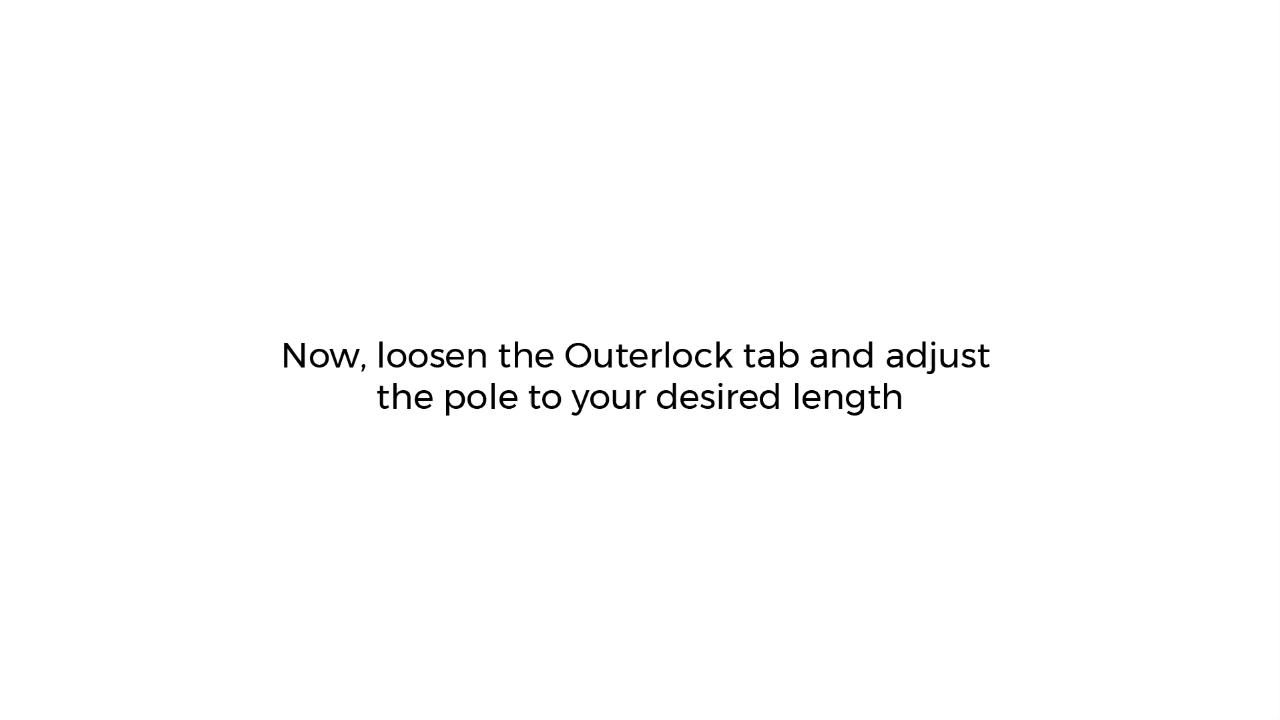 Now, loosen the Outerlock tab and adjust
the pole to your desired length